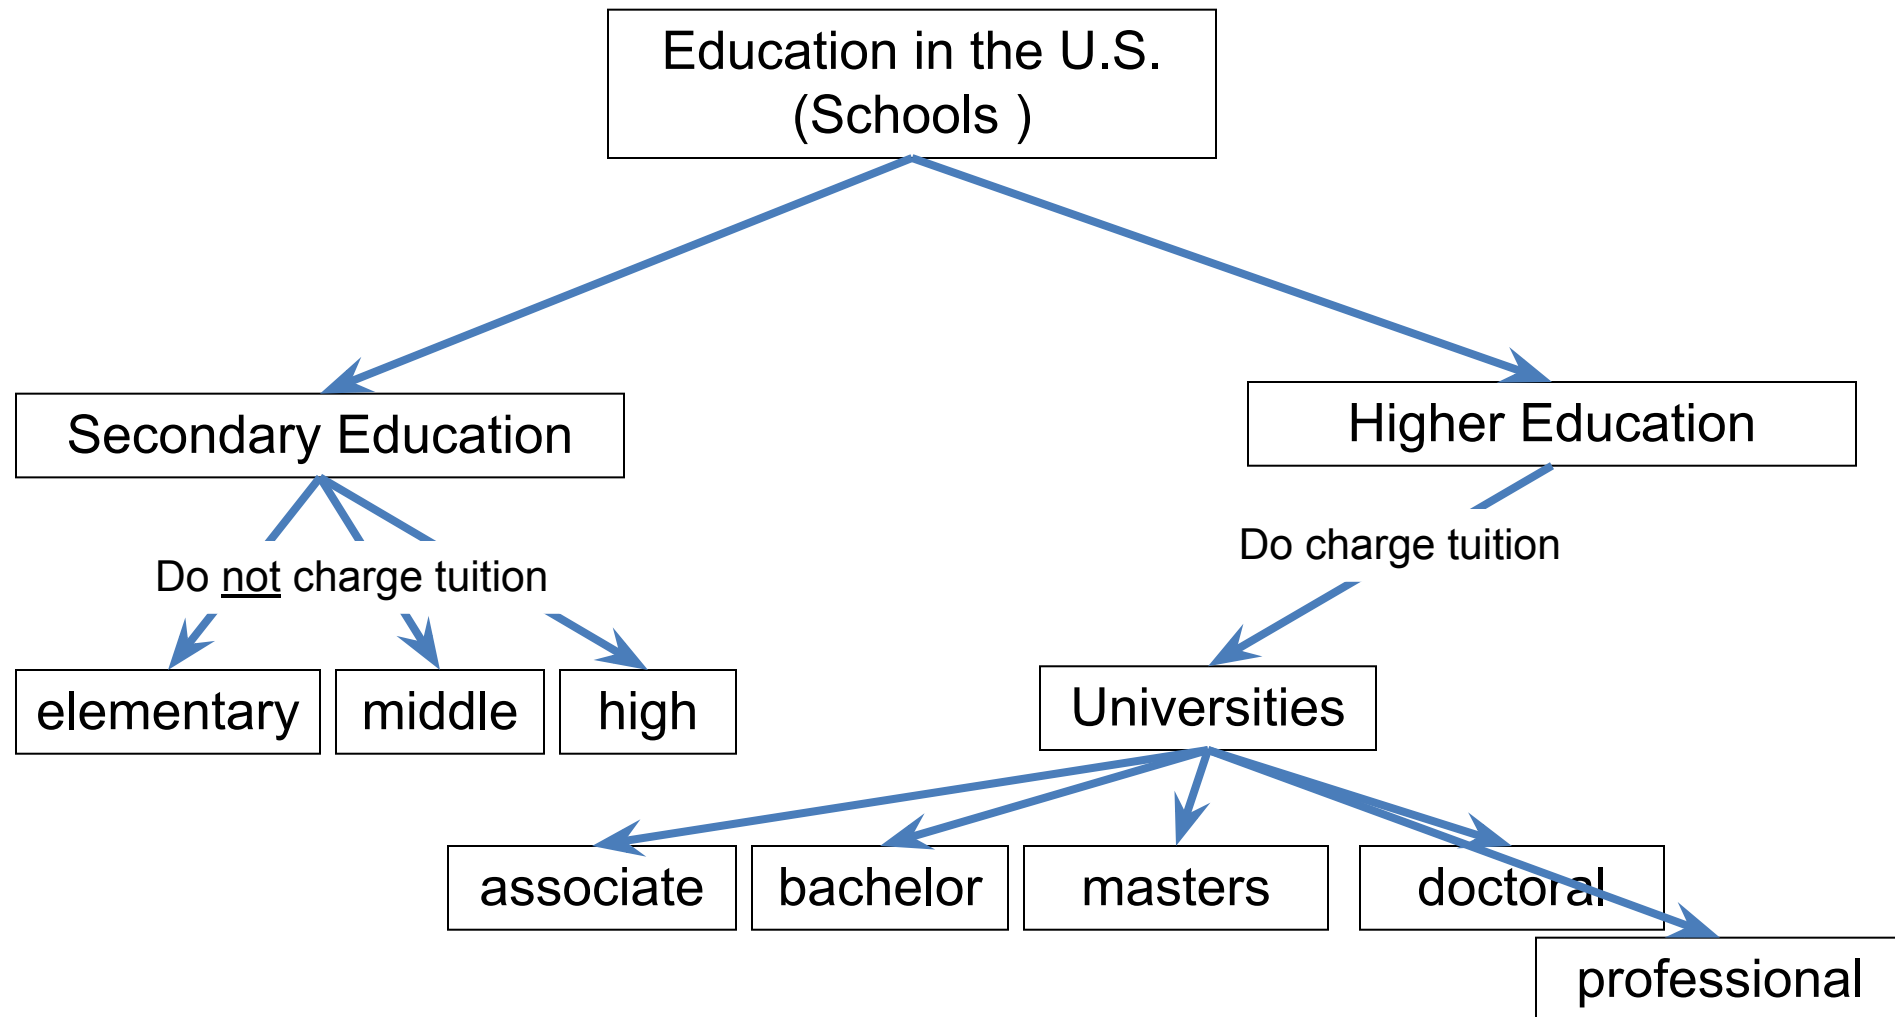 Education in the U.S.
(Schools )
Secondary Education
Higher Education
Do not charge tuition
Do charge tuition
elementary
middle
high
Universities
associate
bachelor
masters
doctoral
professional